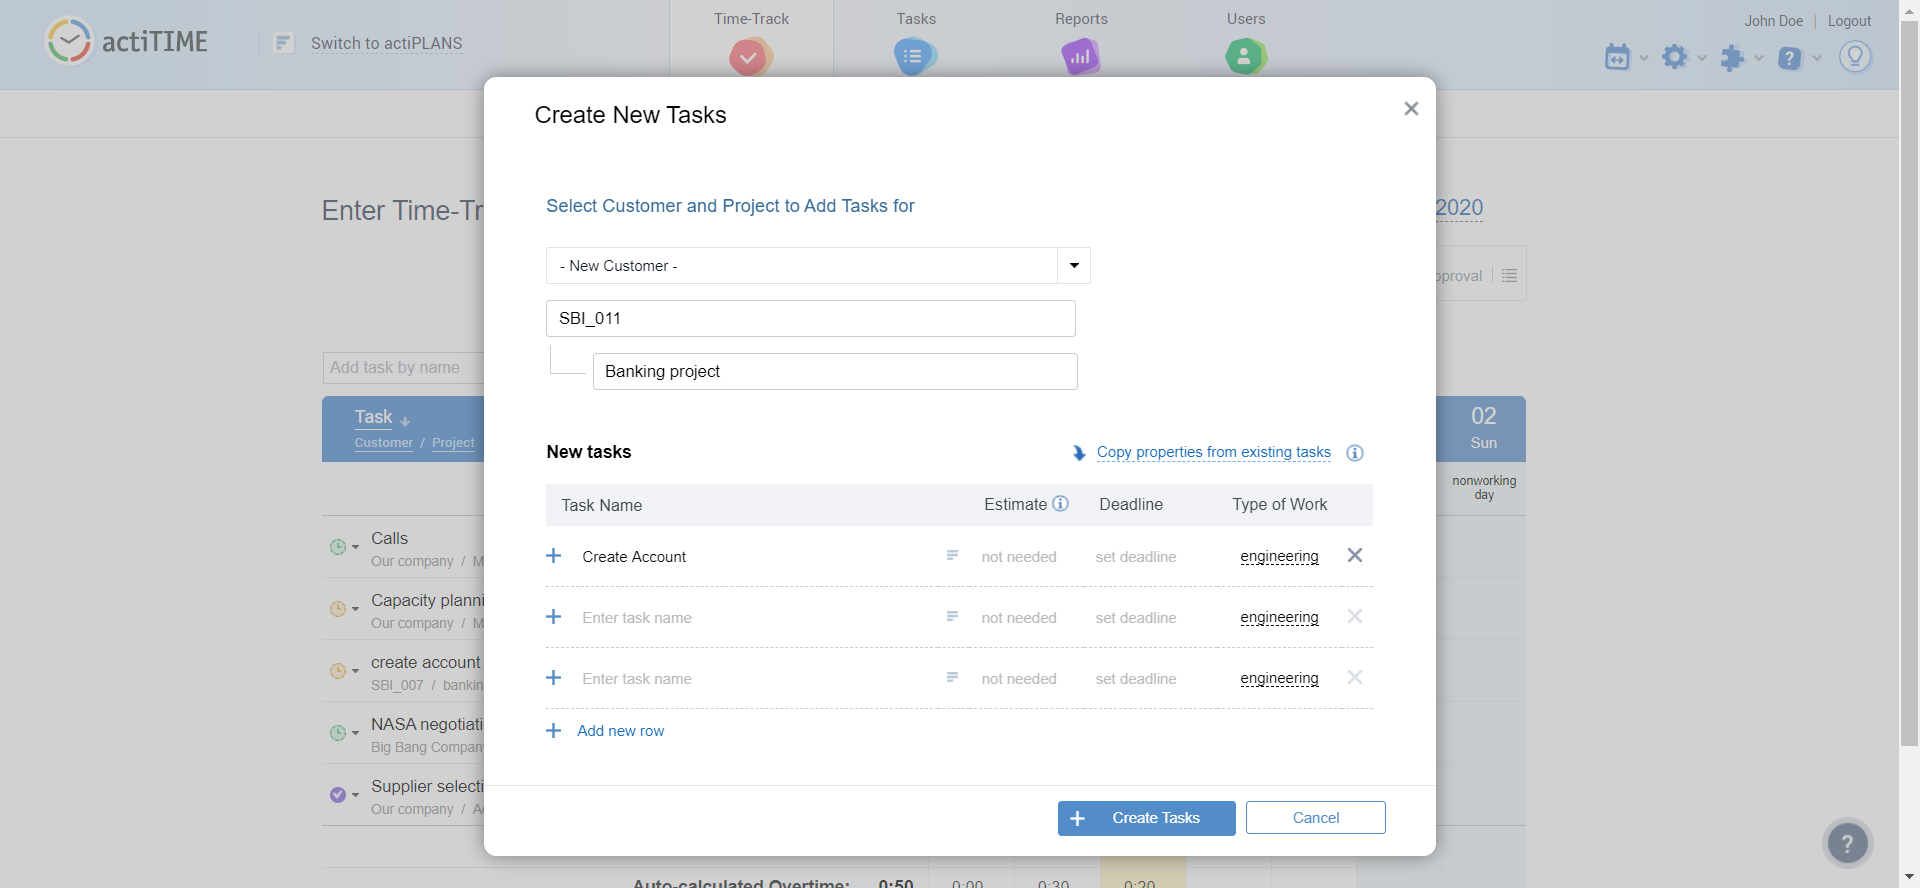 actiTIME
Switch to actiPLANS
Time-Track
Tasks
Reports
Users
John Doe | Logout
Create New Tasks
Select Customer and Project to Add Tasks for
- New Customer -
SBI_011
Banking project
New tasks
Copy properties from existing tasks
Task Name Estimate Deadline Type of Work
Create Account not needed set deadline engineering
Enter task name not needed set deadline engineering
Enter task name not needed set deadline engineering
Add new row
Create Tasks
Cancel
Enter Time-Tr
2020
Add task by name
Task
Customer / Project
02
Sun
nonworking
day
Calls
Our company / M
Capacity planni
Our company / M
create account
SBI_007 / bankin
NASA negotiati
Big Bang Company
Supplier selecti
Our company /
Auto-calculated Overtime: 0:50 0:00 0:30 0:20
?